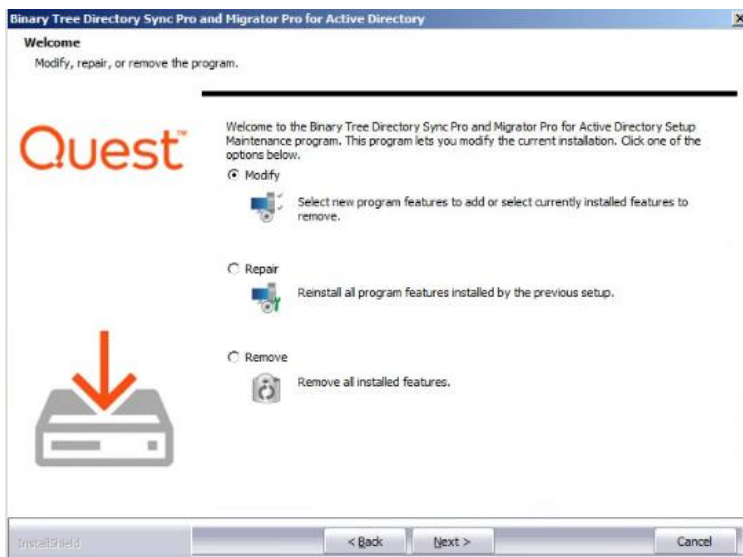 Binary Tree Directory Sync Pro and Migrator Pro for Active Directory
Welcome
Modify, repair, or remove the program.
Quest™
Welcome to the Binary Tree Directory Sync Pro and Migrator Pro for Active Directory Setup
Maintenance program. This program lets you modify the current installation. Click one of the
options below.
Modify
Select new program features to add or select currently installed features to
remove.
Repair
Reinstall all program features installed by the previous setup.
Remove
Remove all installed features.
InstallShield
< Back
Next >
Cancel